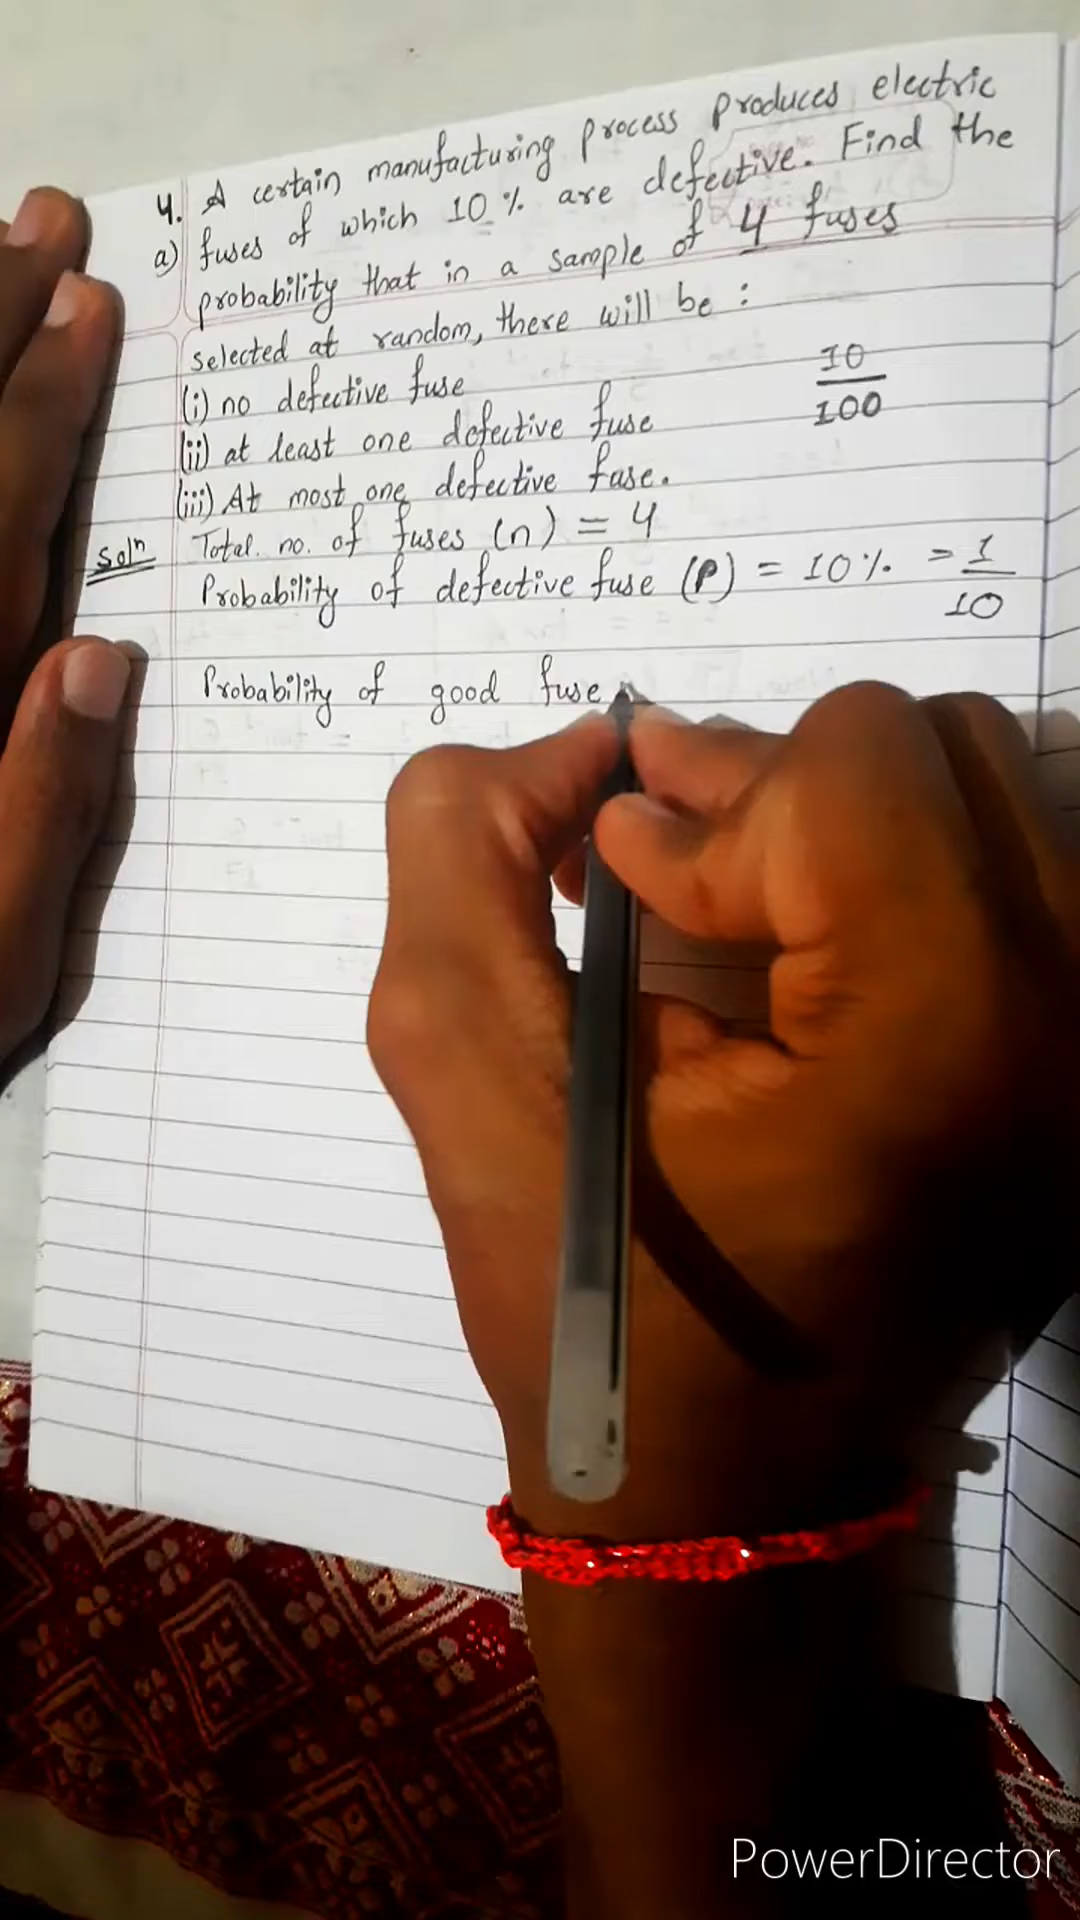 4. A certain manufacturing process produces electric
a) fuses of which 10 % are defective. Find the
probability that in a sample of 4 fuses
selected at random, there will be :
(i) no defective fuse
10
100
(ii) at least one defective fuse
(iii) At most one defective fuse.
Soln Total. no. of fuses (n) = 4
Probability of defective fuse (P) = 10 % = 1
10
Probability of good fuse
PowerDirector